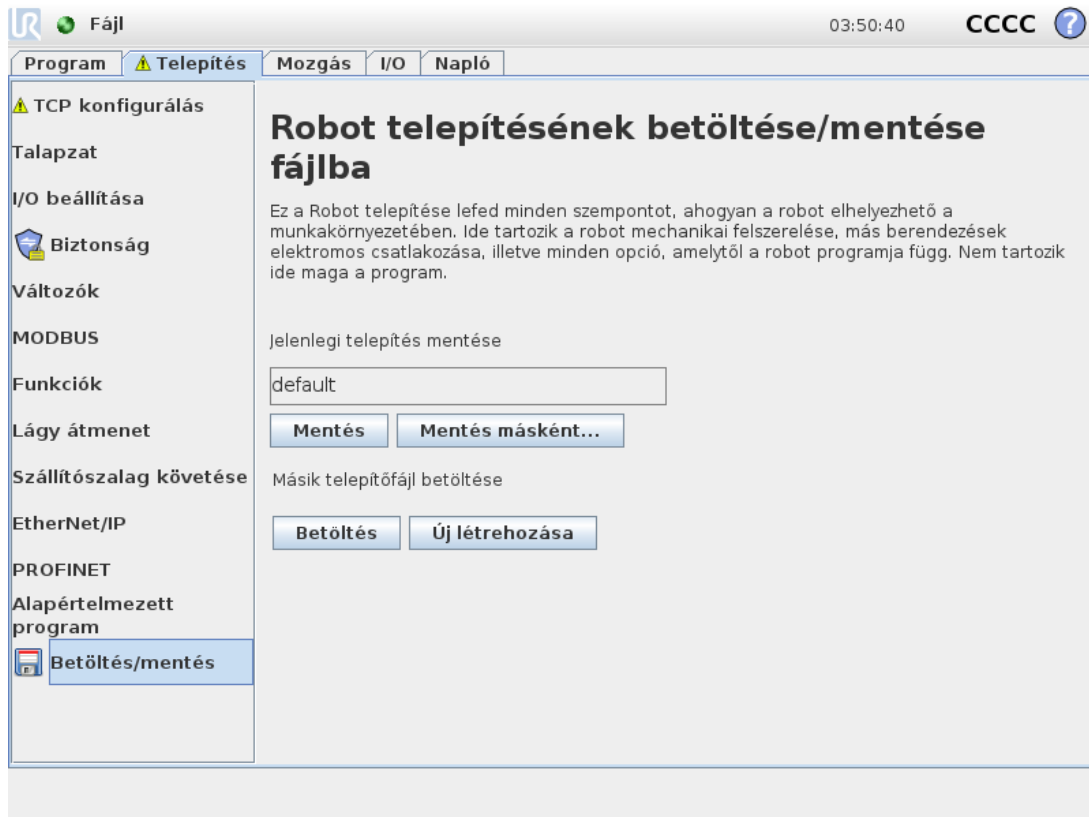 UR Fájl 03:50:40 CCCC ?
Program Telepítés Mozgás I/O Napló
TCP konfigurálás
Talapzat
I/O beállítása
Biztonság
Változók
MODBUS
Funkciók
Lágy átmenet
Szállítószalag követése
EtherNet/IP
PROFINET
Alapértelmezett
program
Betöltés/mentés
Robot telepítésének betöltése/mentése
fájlba
Ez a Robot telepítése lefed minden szempontot, ahogyan a robot elhelyezhető a
munkakörnyezetében. Ide tartozik a robot mechanikai felszerelése, más berendezések
elektromos csatlakozása, illetve minden opció, amelytől a robot programja függ. Nem tartozik
ide maga a program.
Jelenlegi telepítés mentése
default
Mentés Mentés másként...
Másik telepítőfájl betöltése
Betöltés Új létrehozása